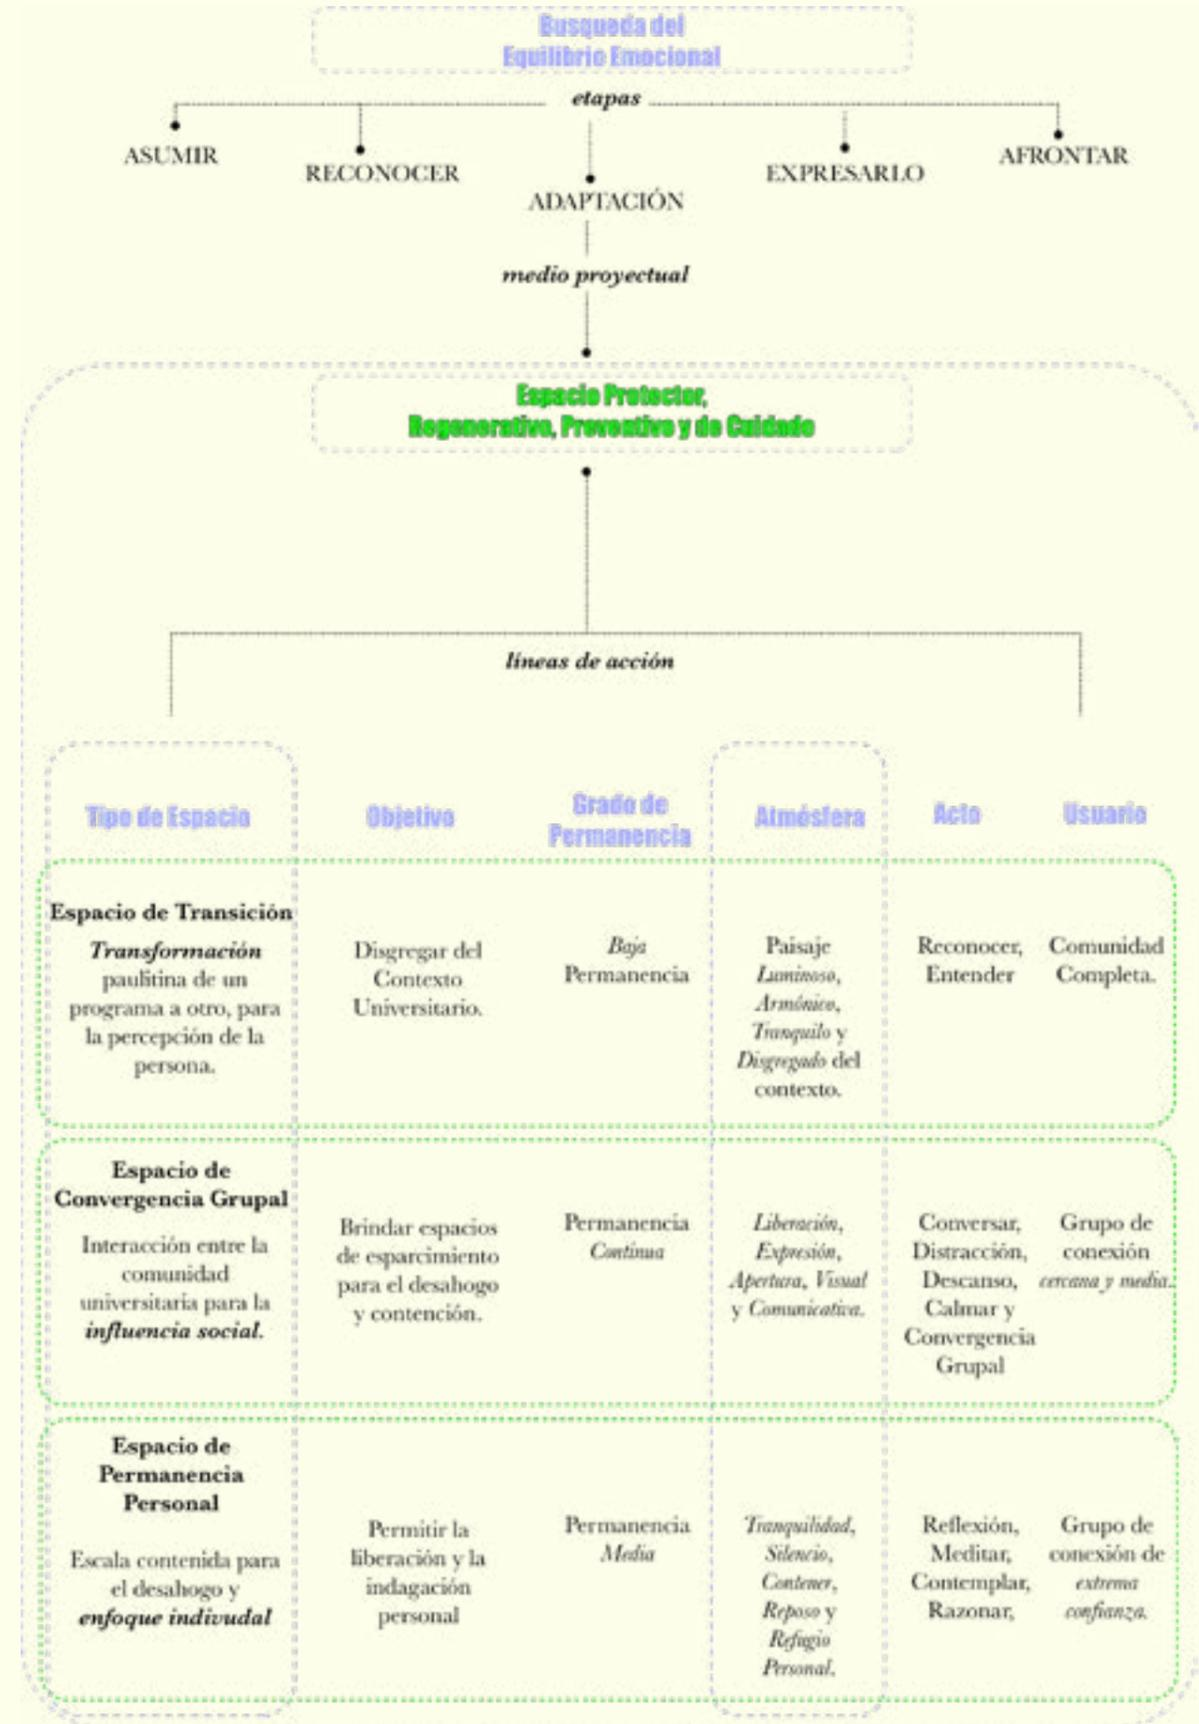 Busqueda del
Equilibrio Emocional
etapas
ASUMIR
RECONOCER
ADAPTACIÓN
EXPRESARLO
AFRONTAR
medio proyectual
Espacio Protector,
Regenerativo, Preventivo y de Cuidado
líneas de acción
Tipo de Espacio
Objetivo
Grado de
Permanencia
Atmósfera
Acto
Usuario
Espacio de Transición
Transformación
paulitina de un
programa a otro, para
la percepción de la
persona.
Disgregar del
Contexto
Universitario.
Baja
Permanencia
Paisaje
Luminoso,
Armónico,
Tranquilo y
Disgregado del
contexto.
Reconocer,
Entender
Comunidad
Completa.
Espacio de
Convergencia Grupal
Interacción entre la
comunidad
universitaria para la
influencia social.
Brindar espacios
de esparcimiento
para el desahogo
y contención.
Permanencia
Continua
Liberación,
Expresión,
Apertura, Visual
y Comunicativa.
Conversar,
Distracción,
Descanso,
Calmar y
Convergencia
Grupal
Grupo de
conexión
cercana y media.
Espacio de
Permanencia
Personal
Escala contenida para
el desahogo y
enfoque indivudal
Permitir la
liberación y la
indagación
personal
Permanencia
Media
Tranquilidad,
Silencio,
Contener,
Reposo y
Refugio
Personal.
Reflexión,
Meditar,
Contemplar,
Razonar,
Grupo de
conexión de
extrema
confianza.